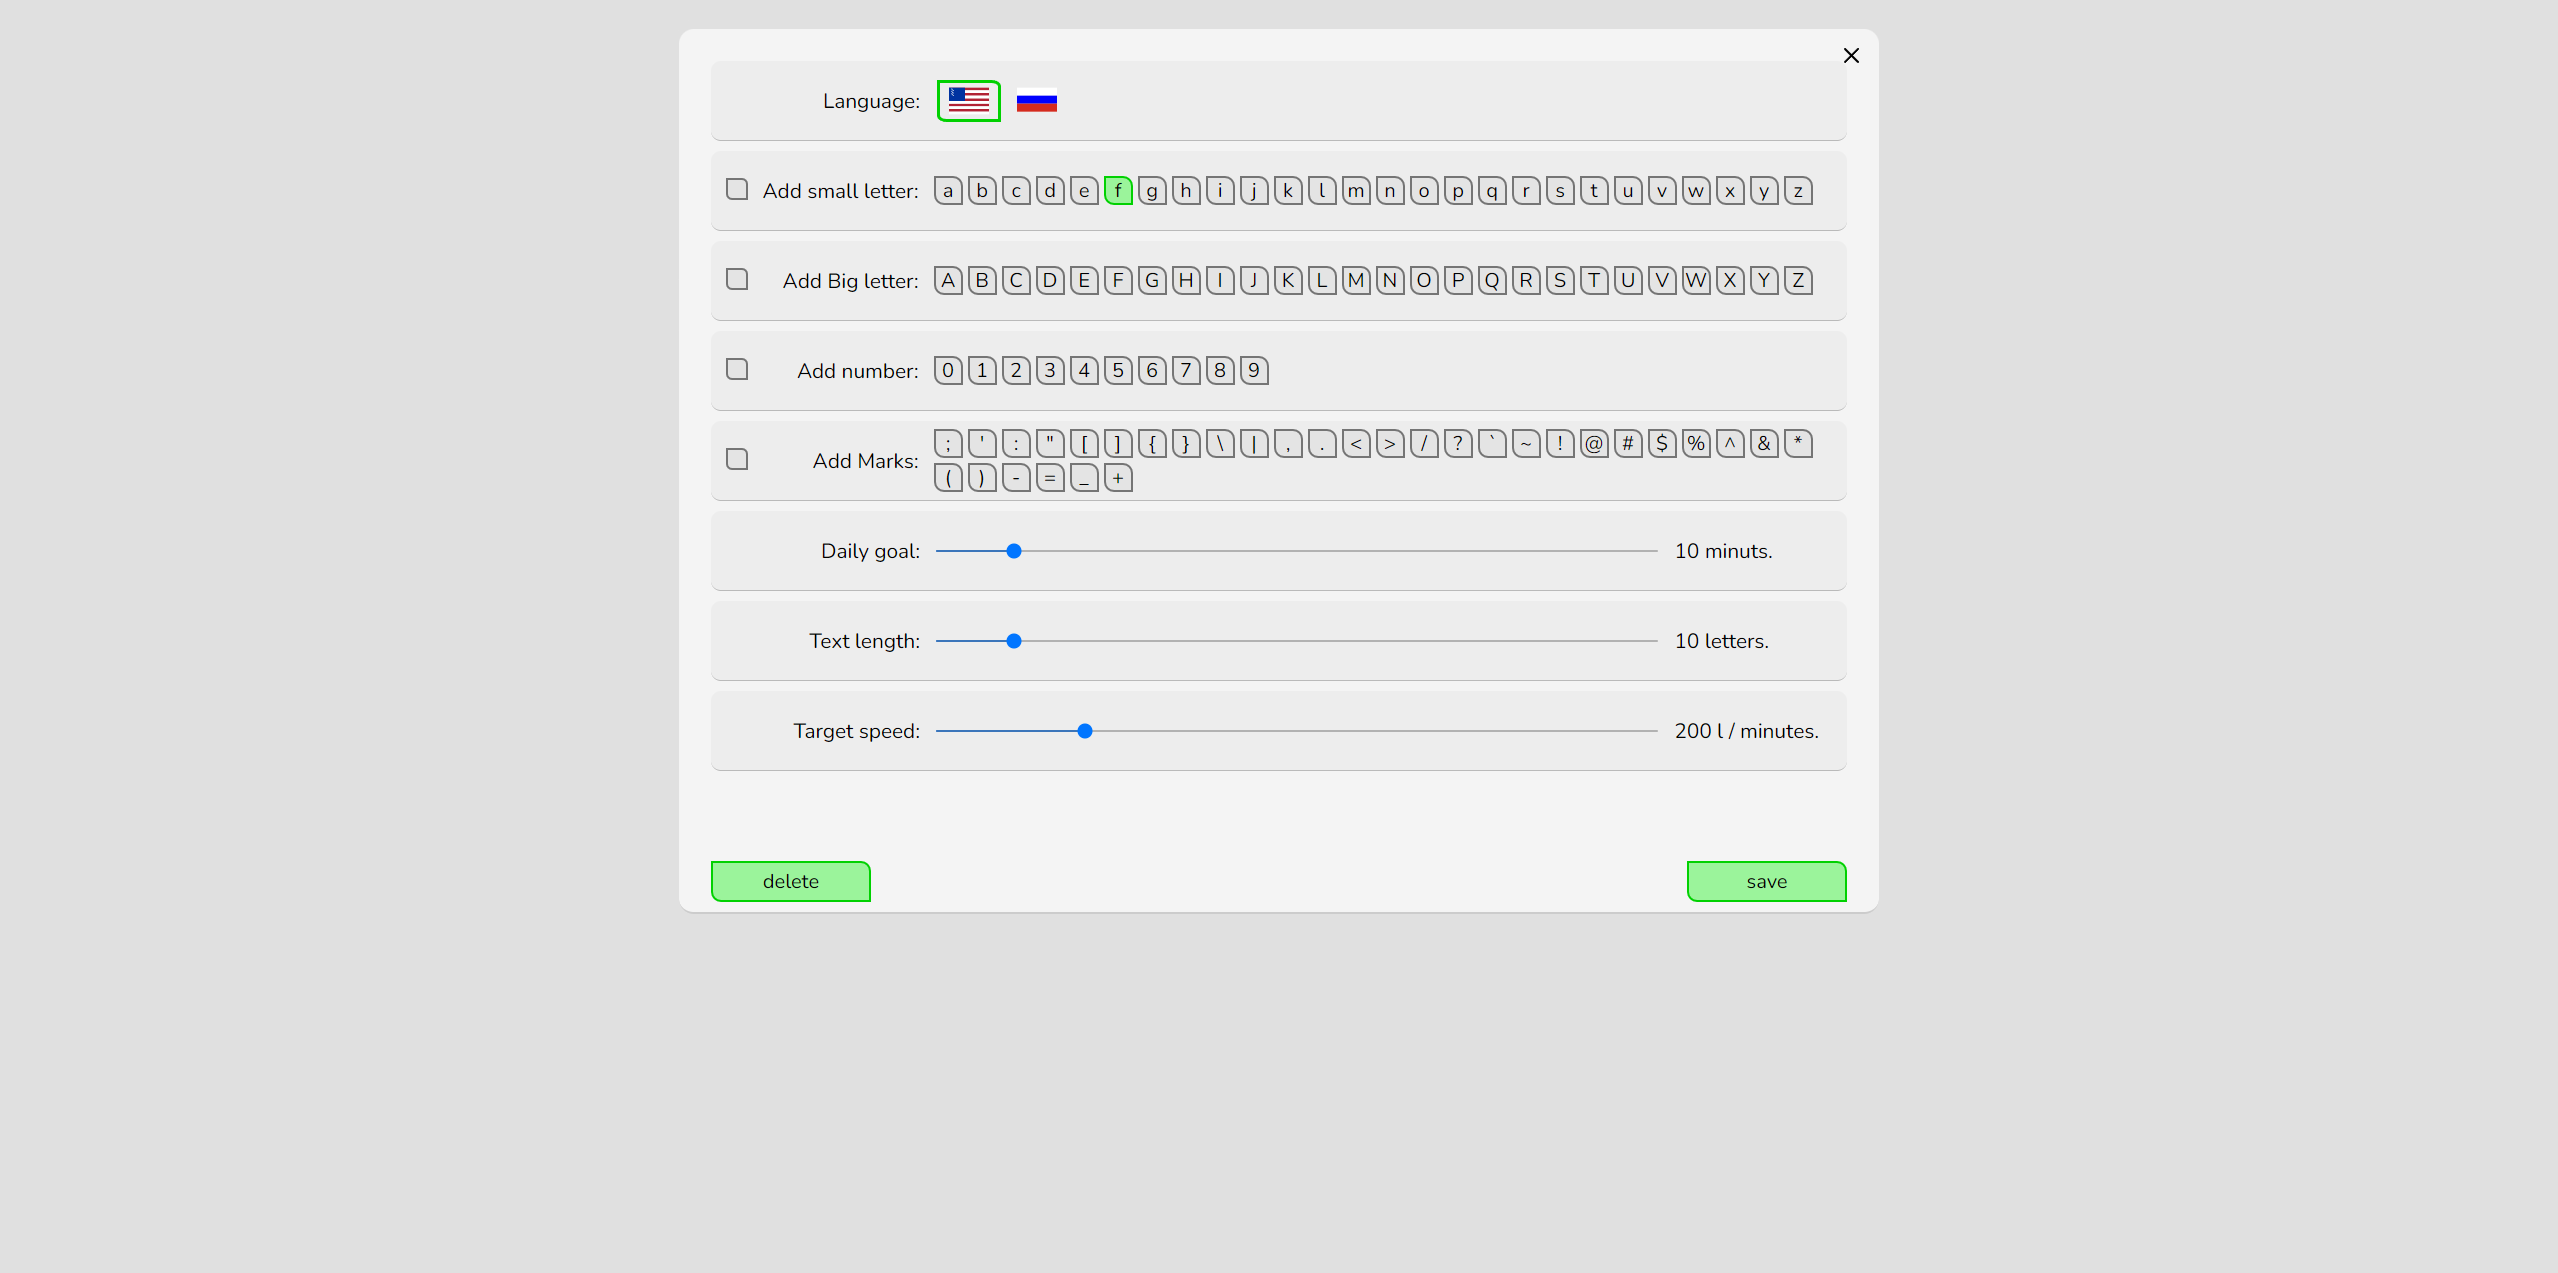 Language:
Add small letter: a b c d e f g h i j k l m n o p q r s t u v w x y z
Add Big letter: A B C D E F G H I J K L M N O P Q R S T U V W X Y Z
Add number: 0 1 2 3 4 5 6 7 8 9
Add Marks: ; ' : " [ ] { } \ | , . < > / ? ` ~ ! @ # $ % ^ & *
( ) - = _ +
Daily goal: 10 minuts.
Text length: 10 letters.
Target speed: 200 l / minutes.
delete save